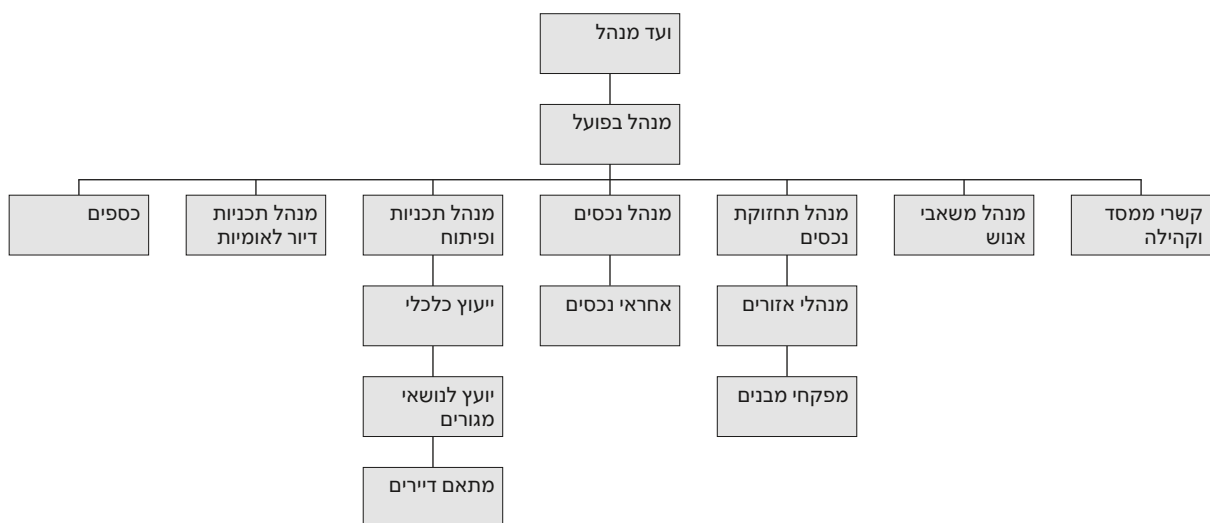 ועד מנהל
מנהל בפועל
קשרי ממסד
וקהילה
מנהל משאבי
אנוש
מנהל תחזוקת
נכסים
מנהל נכסים
מנהל תכניות
ופיתוח
מנהל תכניות
דיור לאומיות
כספים
מנהלי אזורים
אחראי נכסים
ייעוץ כלכלי
מפקחי מבנים
יועץ לנושאי
מגורים
מתאם דיירים